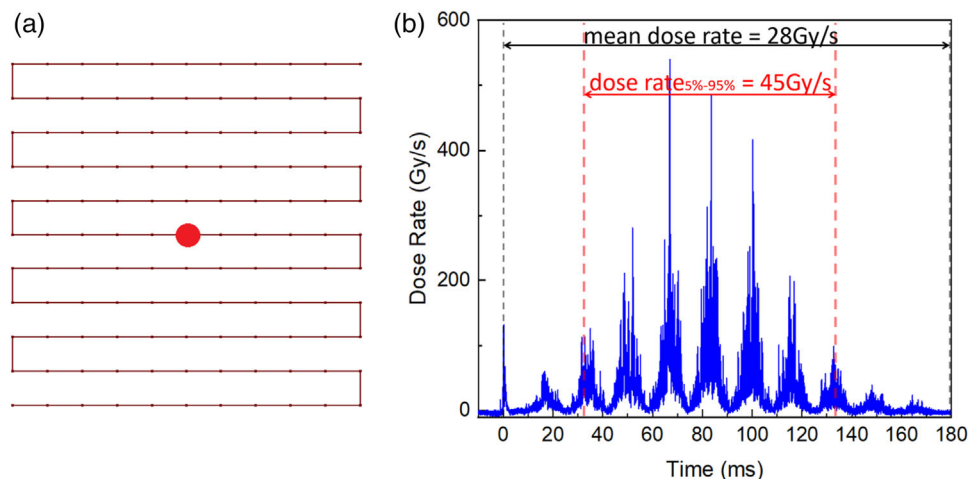 (a)
(b)
600
mean dose rate = 28Gy/s
dose rate5%-95% = 45Gy/s
400
200
0
Dose Rate (Gy/s)
0 20 40 60 80 100 120 140 160 180
Time (ms)